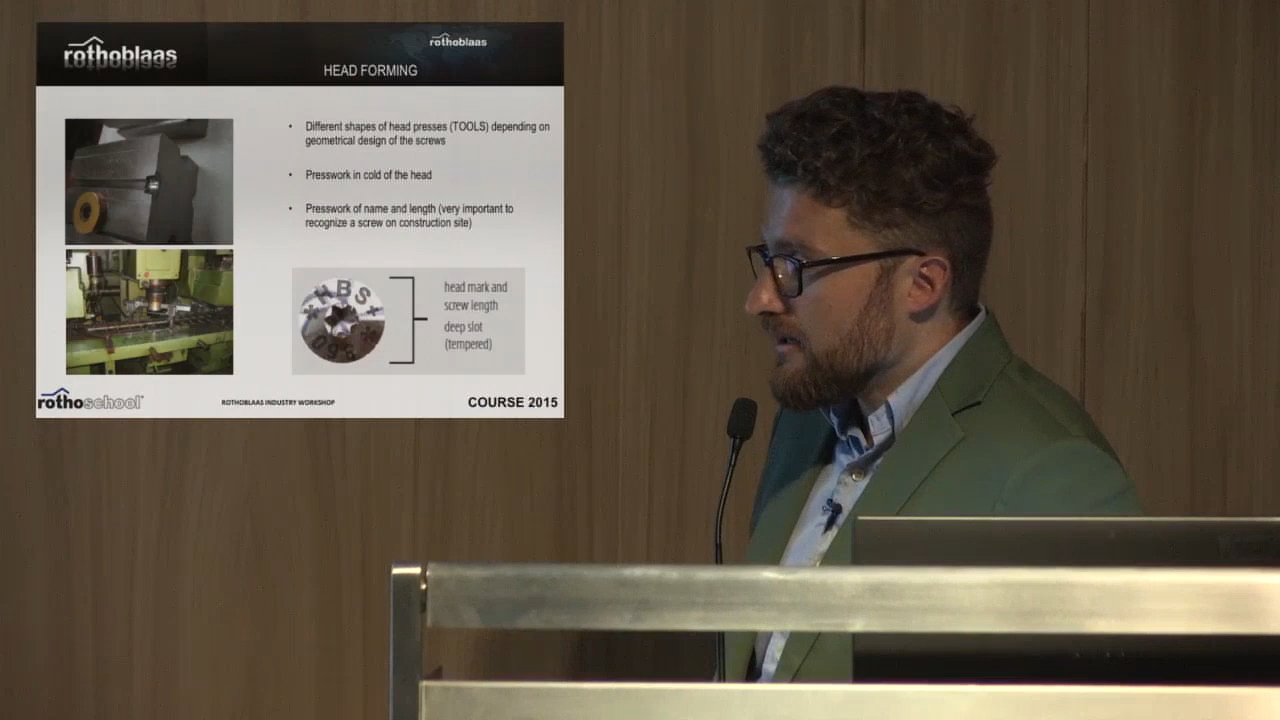 rothoblaas
rothoblaas
HEAD FORMING
• Different shapes of head presses (TOOLS) depending on
geometrical design of the screws
• Presswork in cold of the head
• Presswork of name and length (very important to
recognize a screw on construction site)
HBS
head mark and
screw length
deep slot
(tempered)
rothoschool
ROTHOBLAAS INDUSTRY WORKSHOP
COURSE 2015